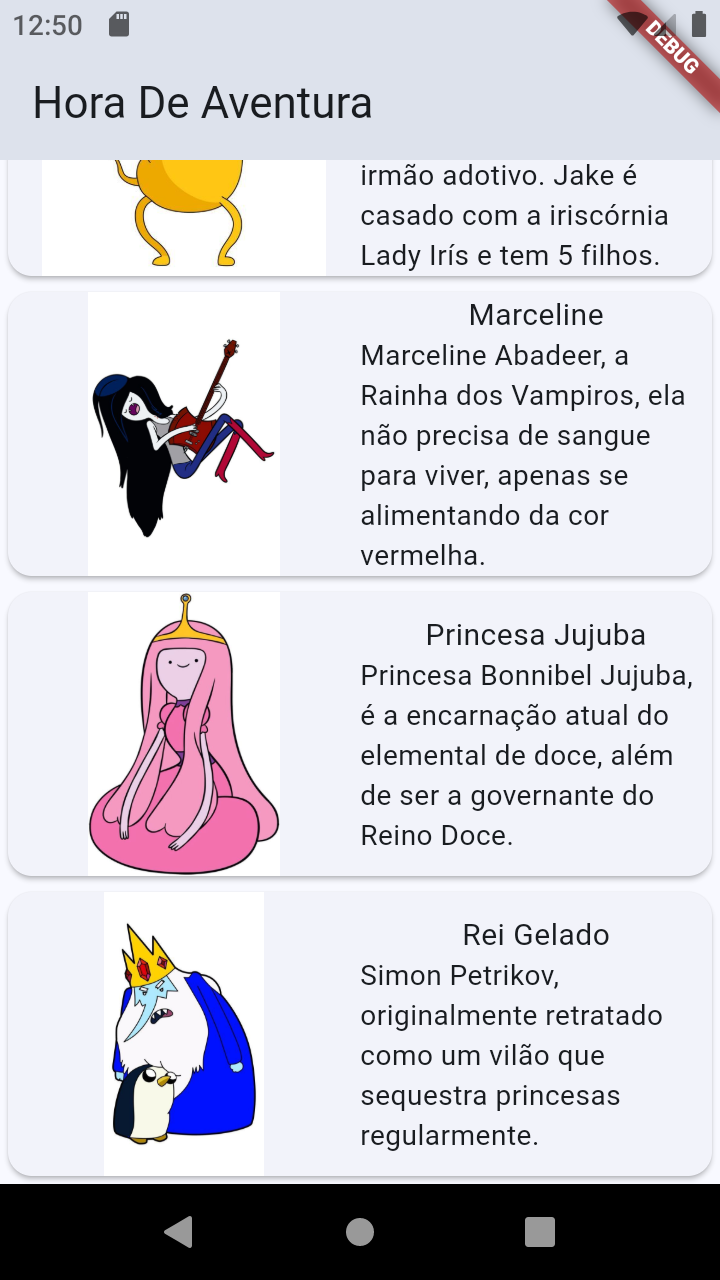 12:50
DEBUG
Hora De Aventura
irmão adotivo. Jake é
casado com a iriscórnia
Lady Irís e tem 5 filhos.
Marceline
Marceline Abadeer, a
Rainha dos Vampiros, ela
não precisa de sangue
para viver, apenas se
alimentando da cor
vermelha.
Princesa Jujuba
Princesa Bonnibel Jujuba,
é a encarnação atual do
elemental de doce, além
de ser a governante do
Reino Doce.
Rei Gelado
Simon Petrikov,
originalmente retratado
como um vilão que
sequestra princesas
regularmente.